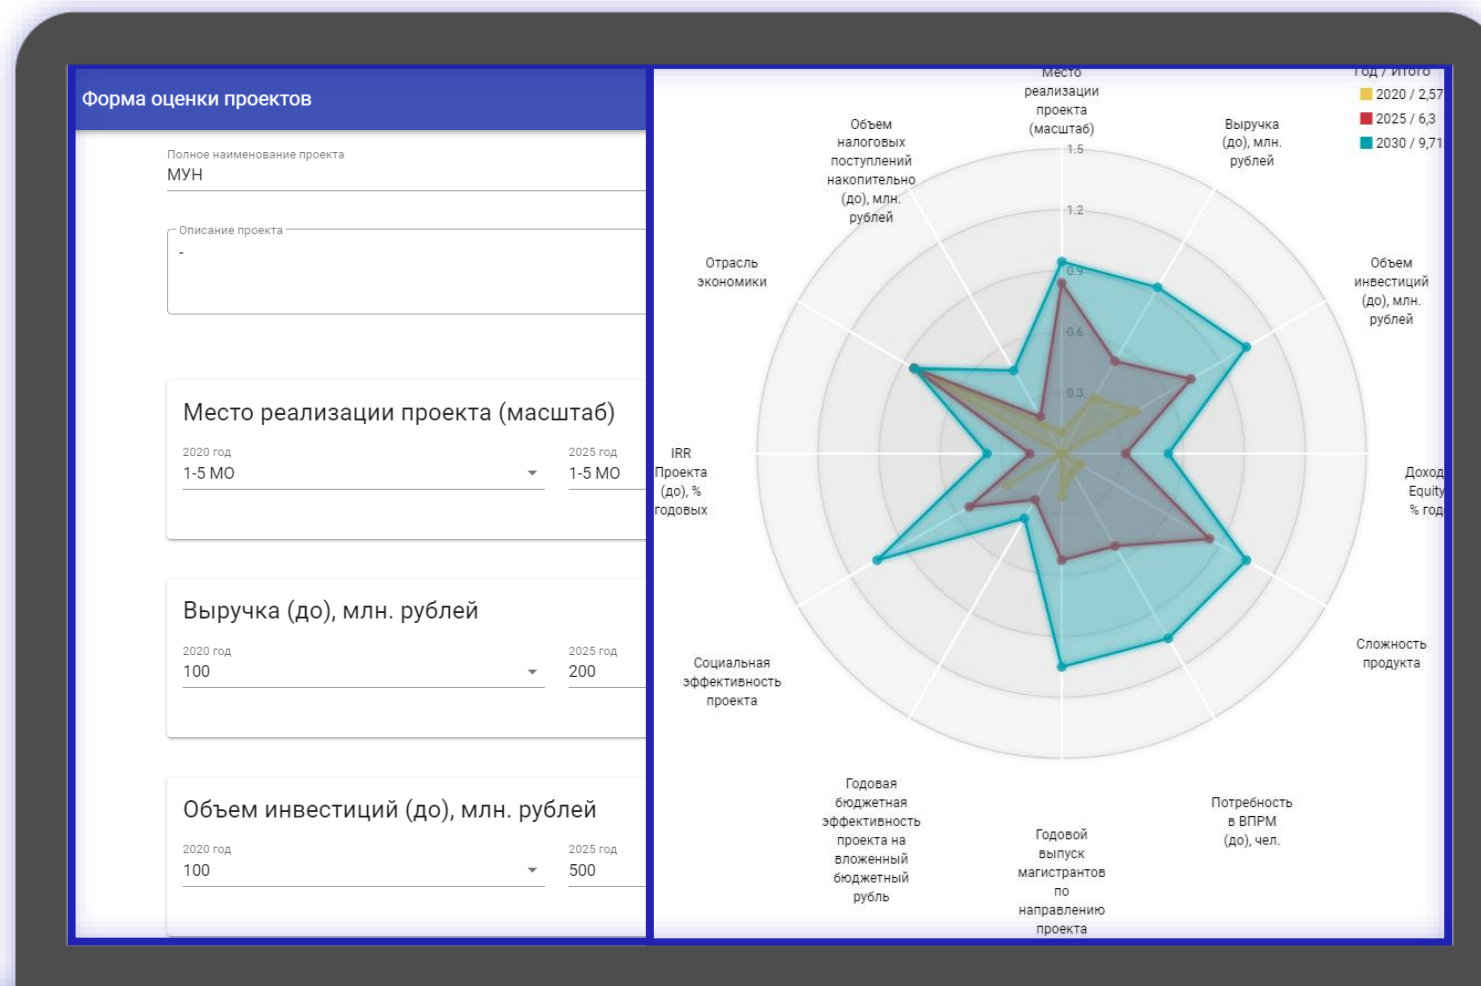 Форма оценки проектов
Полное наименование проекта
МУН
Описание проекта
-
Место реализации проекта (масштаб)
2020 год
1-5 МО
2025 год
1-5 МО
Выручка (до), млн. рублей
2020 год
100
2025 год
200
Объем инвестиций (до), млн. рублей
2020 год
100
2025 год
500
Место
реализации
проекта
(масштаб)
Год / Итого
2020 / 2,57
2025 / 6,3
2030 / 9,71
Выручка
(до), млн.
рублей
Объем
инвестиций
(до), млн.
рублей
Доход
Equity
% год
Сложность
продукта
Потребность
в ВПРМ
(до), чел.
Годовой
выпуск
магистрантов
по
направлению
проекта
Годовая
бюджетная
эффективность
проекта на
вложенный
бюджетный
рубль
Социальная
эффективность
проекта
IRR
Проекта
(до), %
годовых
Отрасль
экономики
Объем
налоговых
поступлений
накопительно
(до), млн.
рублей
1.5
1.2
0.9
0.6
0.3